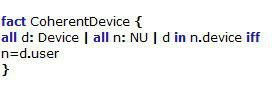 fact CoherentDevice {
all d: Device | all n: NU | d in n.device iff
n=d.user
}